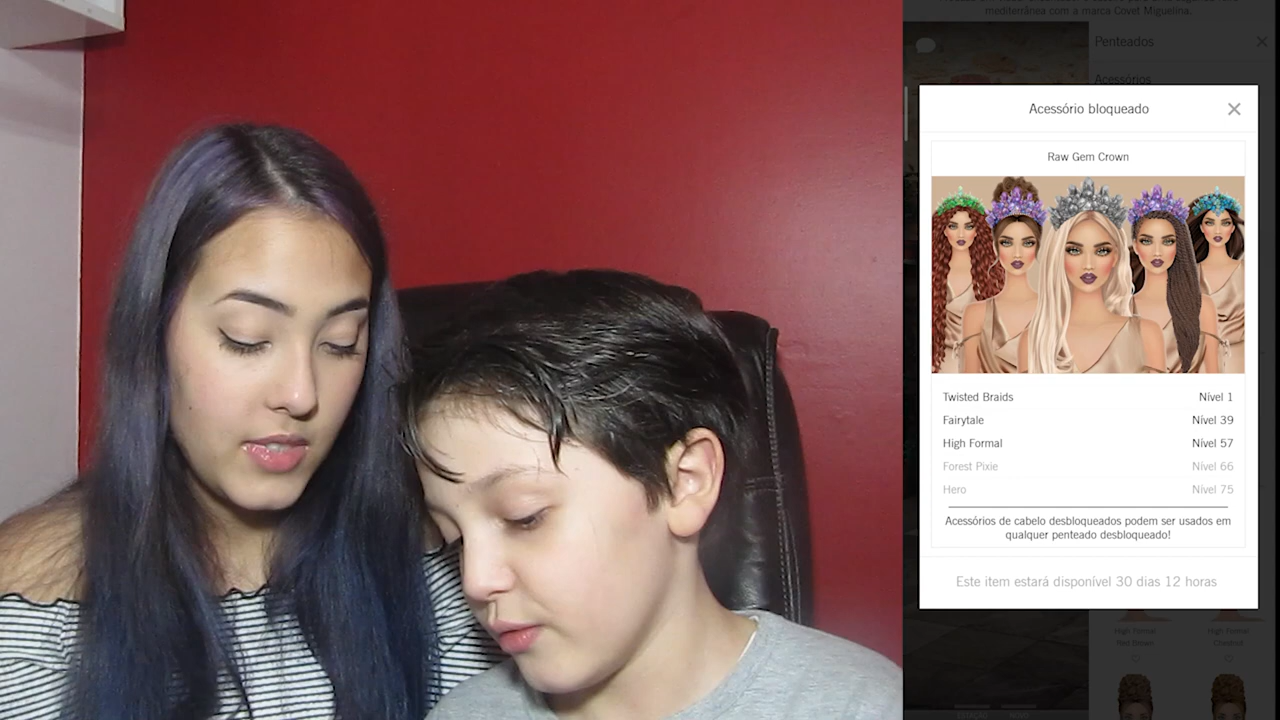 mediterrânea com a marca Covet Miguelina.
Penteados
Acessórios
Acessório bloqueado
Raw Gem Crown
Twisted Braids Nível 1
Fairytale Nível 39
High Formal Nível 57
Forest Pixie Nível 66
Hero Nível 75
Acessórios de cabelo desbloqueados podem ser usados em
qualquer penteado desbloqueado!
Este item estará disponível 30 dias 12 horas
High Formal High Formal